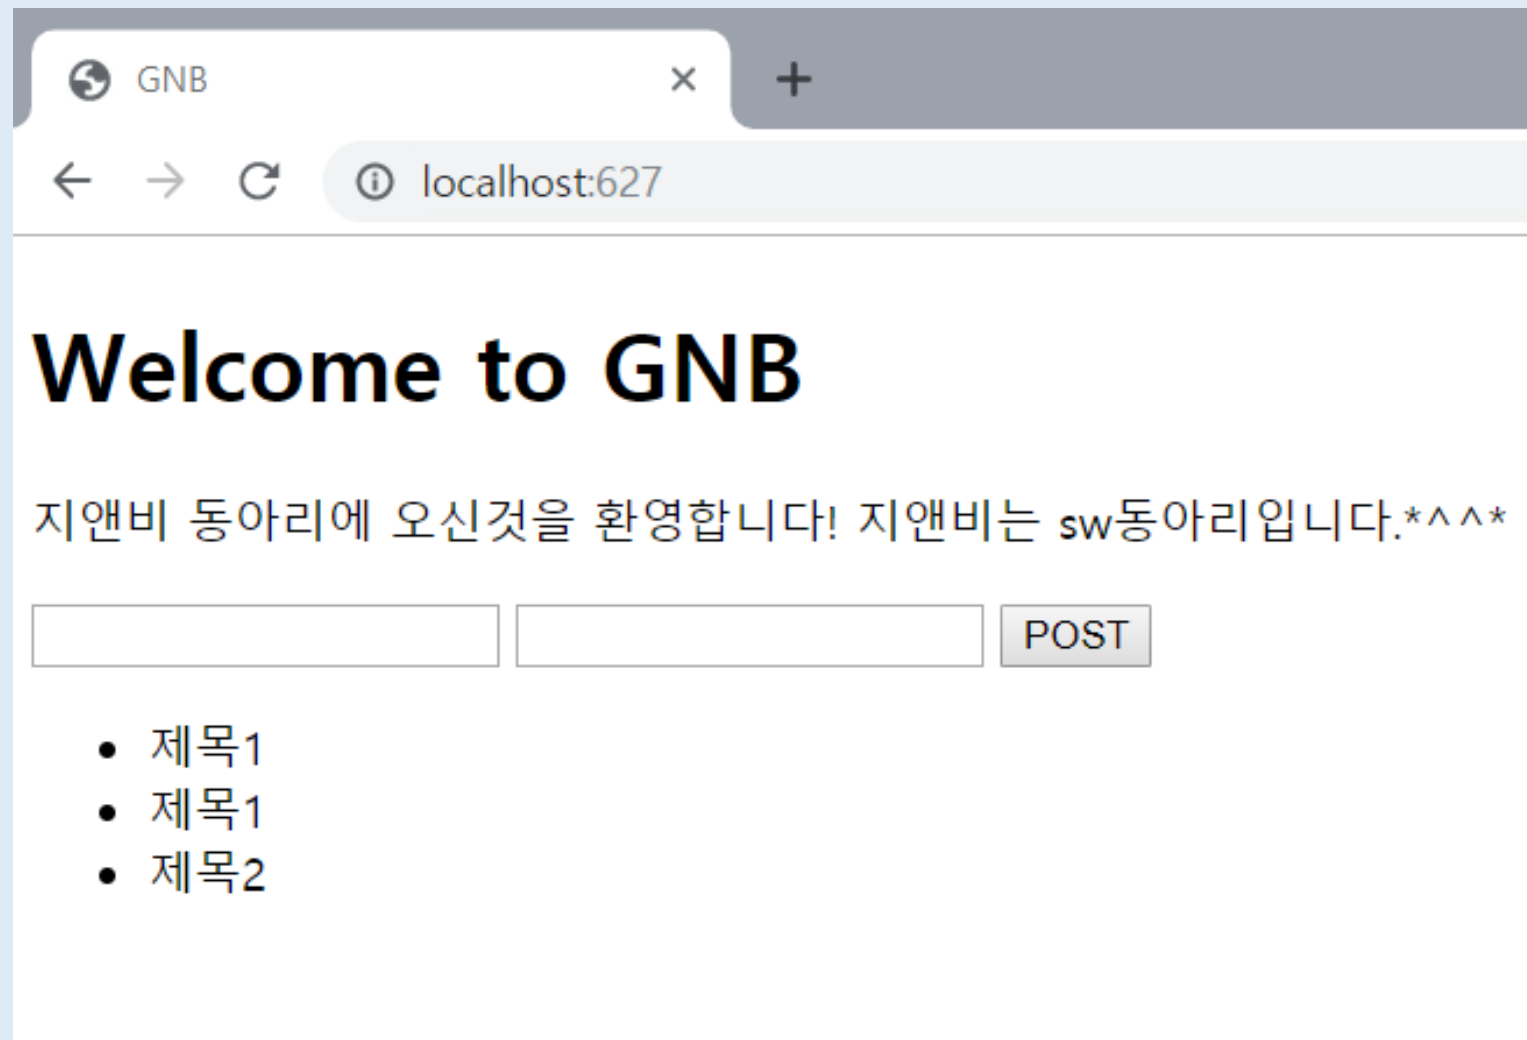 GNB
localhost:627
Welcome to GNB
지앤비 동아리에 오신것을 환영합니다! 지앤비는 sw동아리입니다.*^^*
POST
제목1
제목1
제목2